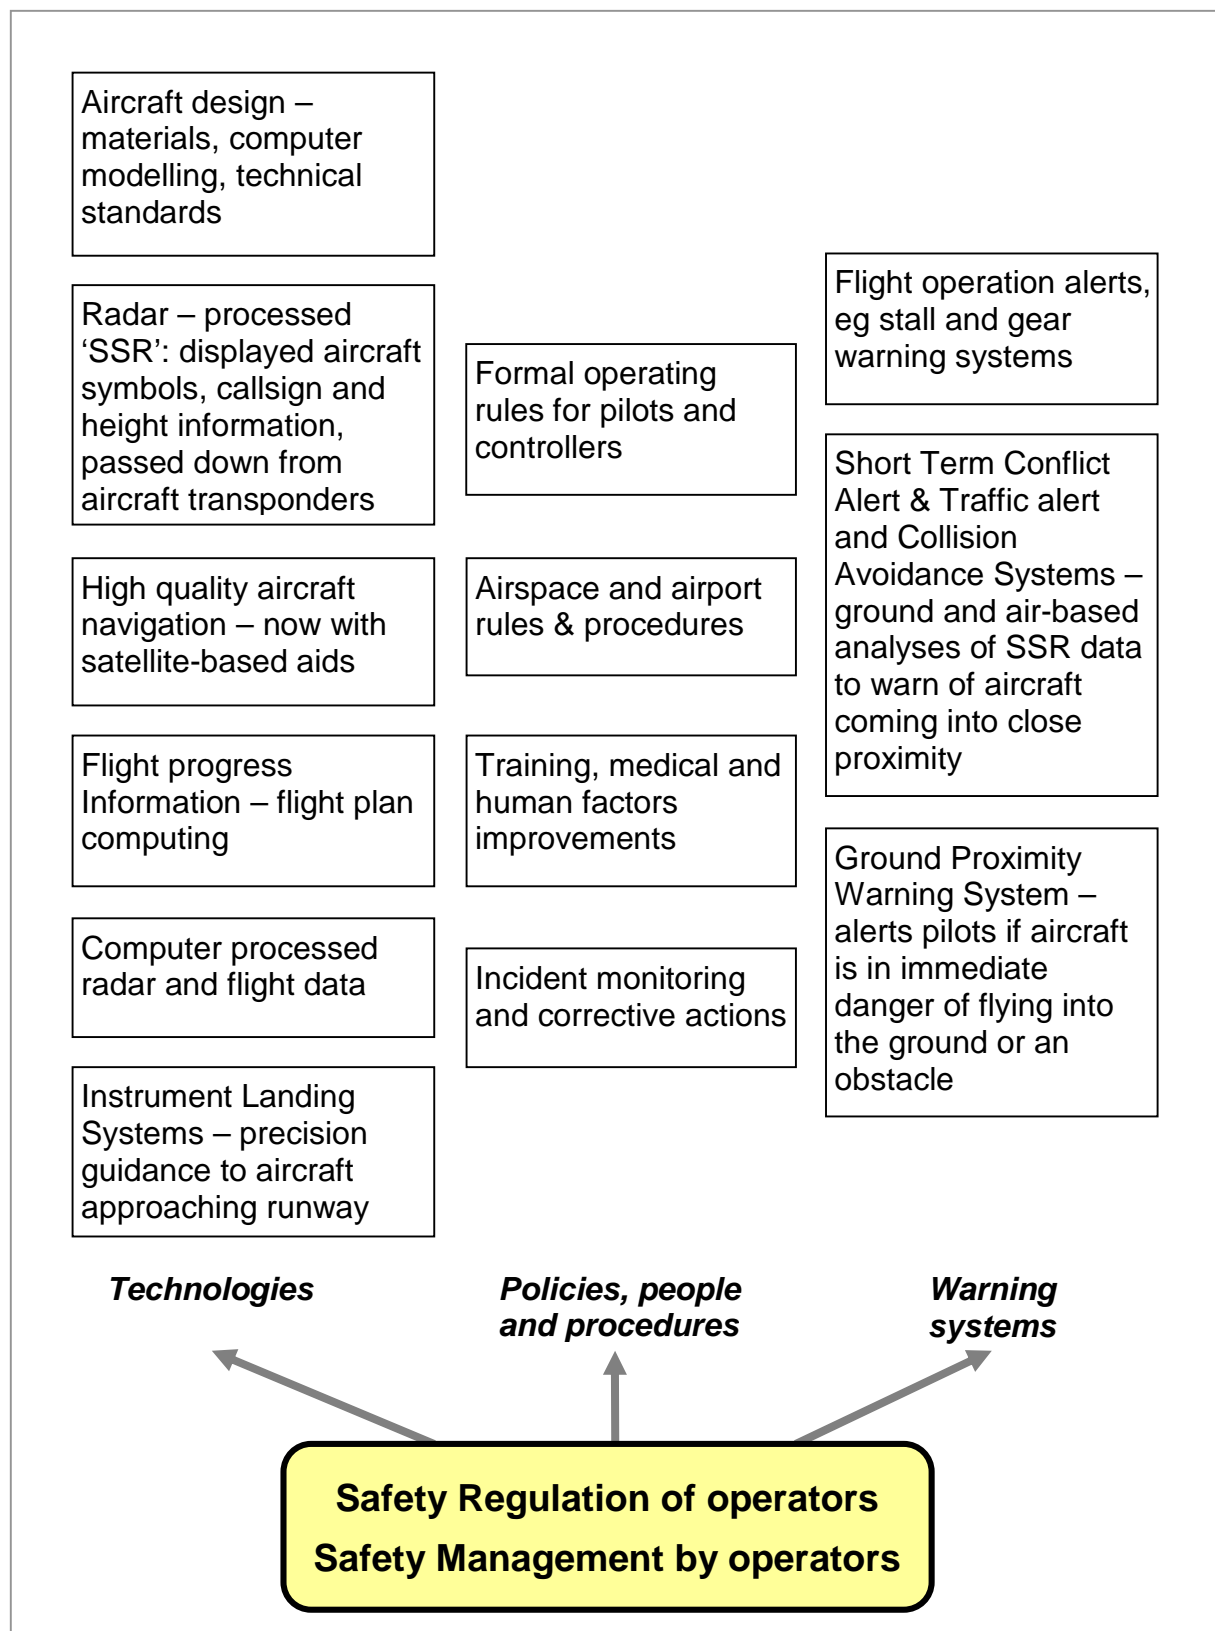 Aircraft design –
materials, computer
modelling, technical
standards
Radar – processed
‘SSR’: displayed aircraft
symbols, callsign and
height information,
passed down from
aircraft transponders
High quality aircraft
navigation – now with
satellite-based aids
Flight progress
Information – flight plan
computing
Computer processed
radar and flight data
Instrument Landing
Systems – precision
guidance to aircraft
approaching runway
Technologies
Formal operating
rules for pilots and
controllers
Airspace and airport
rules & procedures
Training, medical and
human factors
improvements
Incident monitoring
and corrective actions
Policies, people
and procedures
Flight operation alerts,
eg stall and gear
warning systems
Short Term Conflict
Alert & Traffic alert
and Collision
Avoidance Systems –
ground and air-based
analyses of SSR data
to warn of aircraft
coming into close
proximity
Ground Proximity
Warning System –
alerts pilots if aircraft
is in immediate
danger of flying into
the ground or an
obstacle
Warning
systems
Safety Regulation of operators
Safety Management by operators